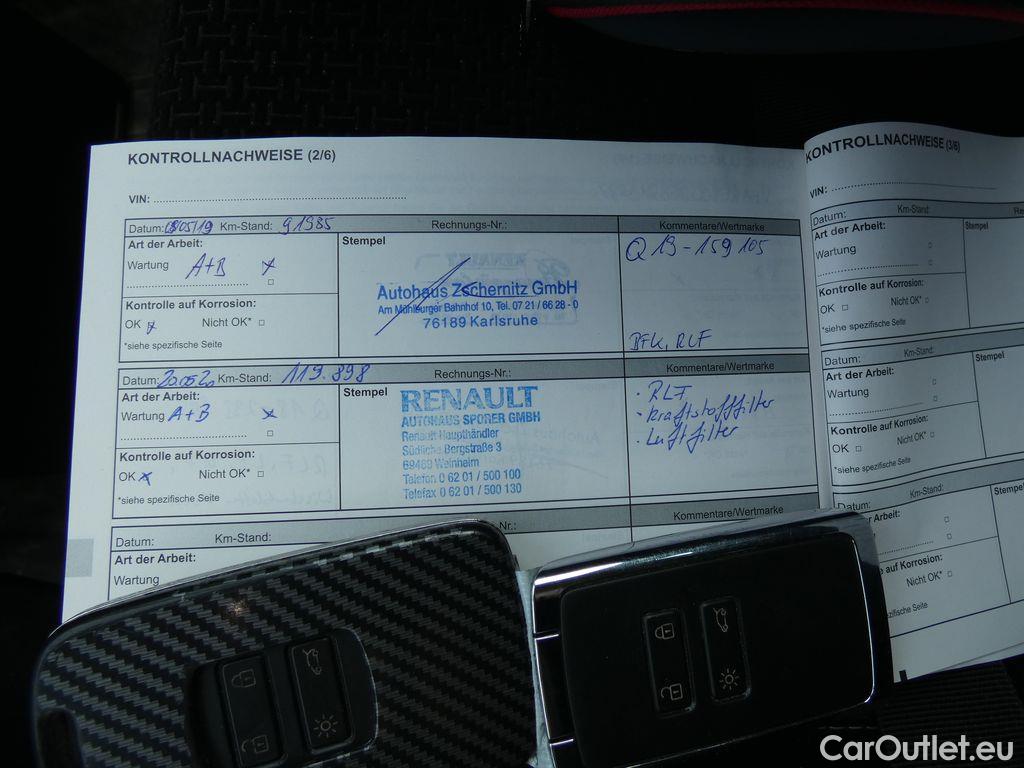 KONTROLLNACHWEISE (2/6)
VIN:
Datum: 08/05/19 Km-Stand: 91985 Rechnungs-Nr.: Kommentare/Wertmarke
Art der Arbeit:
Wartung A+B
Stempel
Autohaus Zschernitz GmbH
Am Mühlburger Bahnhof 10, Tel. 07 21 / 66 28 - 0
76189 Karlsruhe
Q 19 - 159 105
BFK, RLF
Kontrolle auf Korrosion:
OK Nicht OK*
*siehe spezifische Seite
Datum: 20.05.20 Km-Stand: 119.898 Rechnungs-Nr.: Kommentare/Wertmarke
Art der Arbeit:
Wartung A+B
Stempel
RENAULT
AUTOHAUS SPORER GMBH
Renault Haupthändler
Südliche Bergstraße 3
69469 Weinheim
Telefon 0 62 01 / 500 100
Telefax 0 62 01 / 500 130
· RLF
· Kraftstofffilter
· Luftfilter
Kontrolle auf Korrosion:
OK Nicht OK*
*siehe spezifische Seite
Datum: Km-Stand: -Nr.: Kommentare/Wertmarke
Art der Arbeit:
Wartung
KONTROLLNACHWEISE (3/6)
VIN:
Datum: Km-Stand:
Art der Arbeit:
Wartung
Stempel
Kontrolle auf Korrosion:
OK Nicht OK*
*siehe spezifische Seite
Datum: Km-Stand:
Art der Arbeit:
Wartung
Stempel
Kontrolle auf Korrosion:
OK Nicht OK*
*siehe spezifische Seite
Datum: Km-Stand:
der Arbeit:
Stempel
e auf Korrosion:
Nicht OK*
zifische Seite
CarOutlet.eu